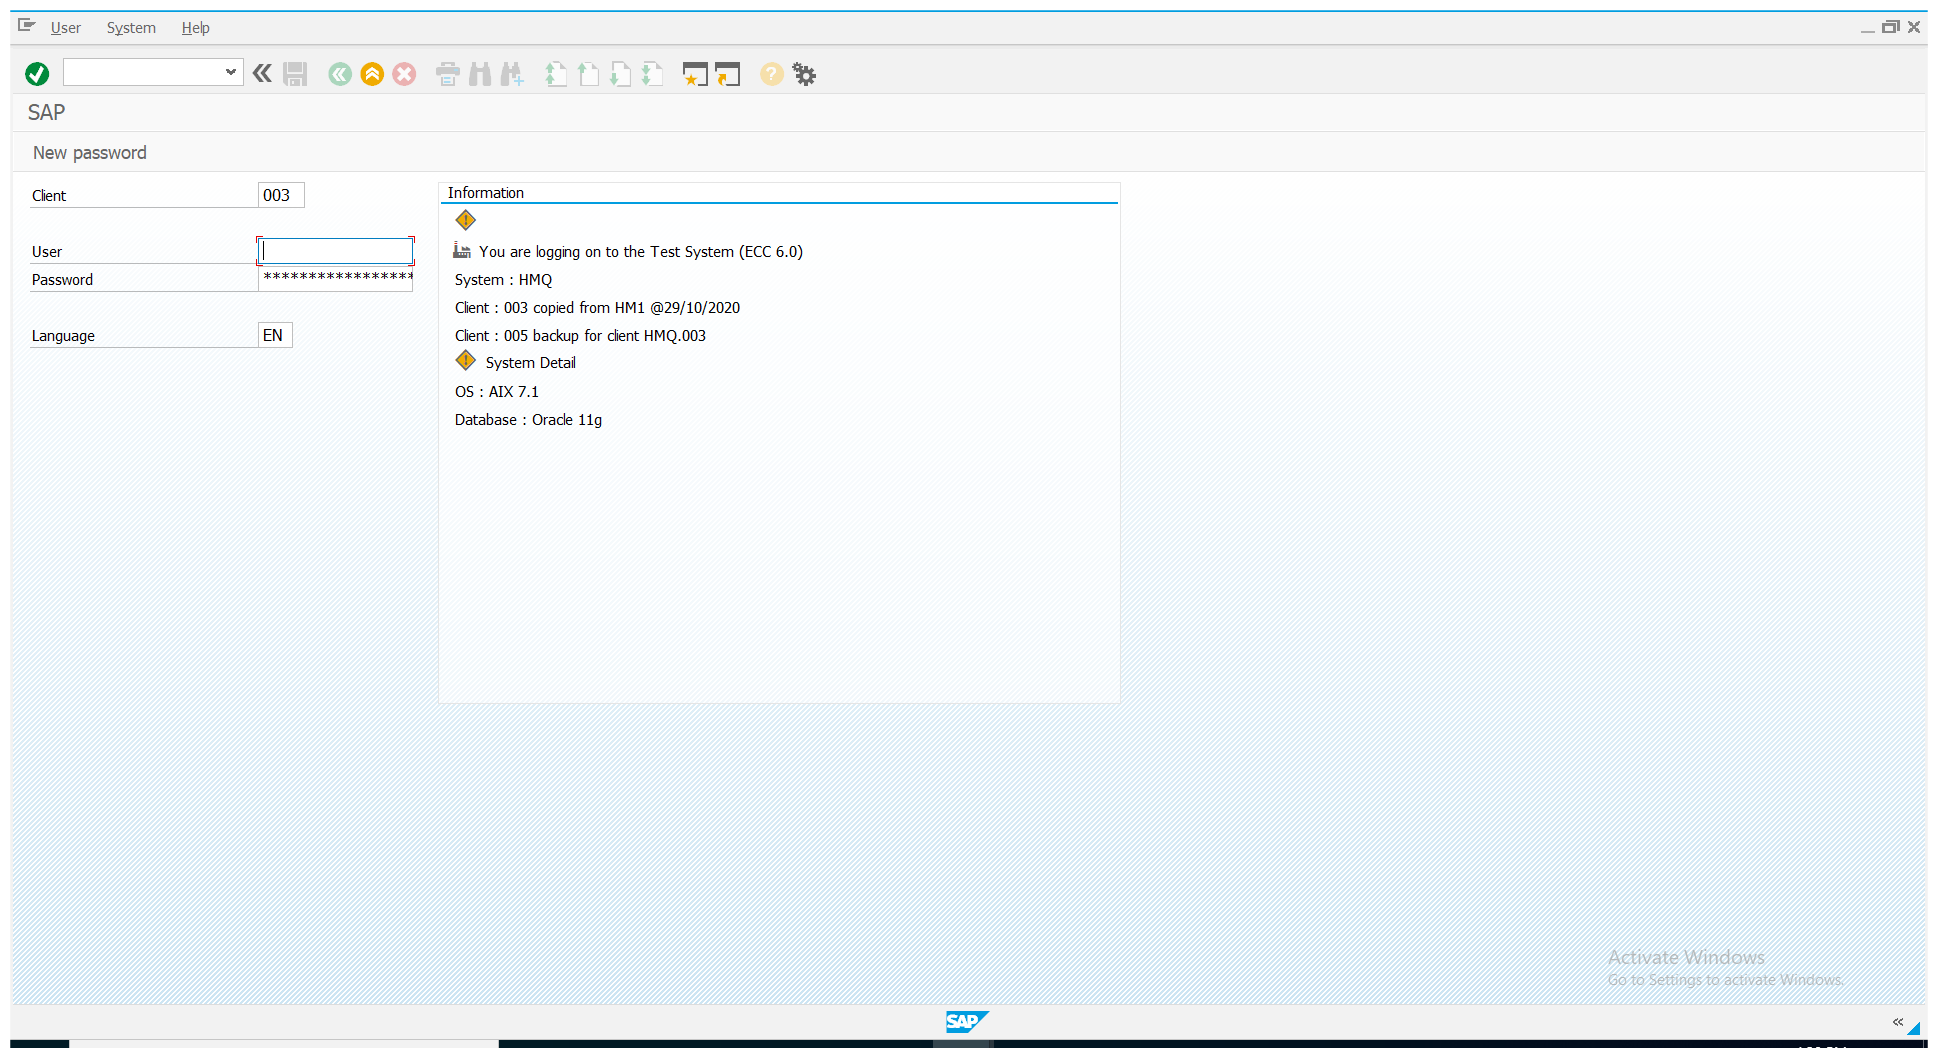 User System Help
SAP
New password
Client 003
User
Password *****************
Language EN
Information
You are logging on to the Test System (ECC 6.0)
System : HMQ
Client : 003 copied from HM1 @29/10/2020
Client : 005 backup for client HMQ.003
System Detail
OS : AIX 7.1
Database : Oracle 11g
Activate Windows
Go to Settings to activate Windows.
SAP